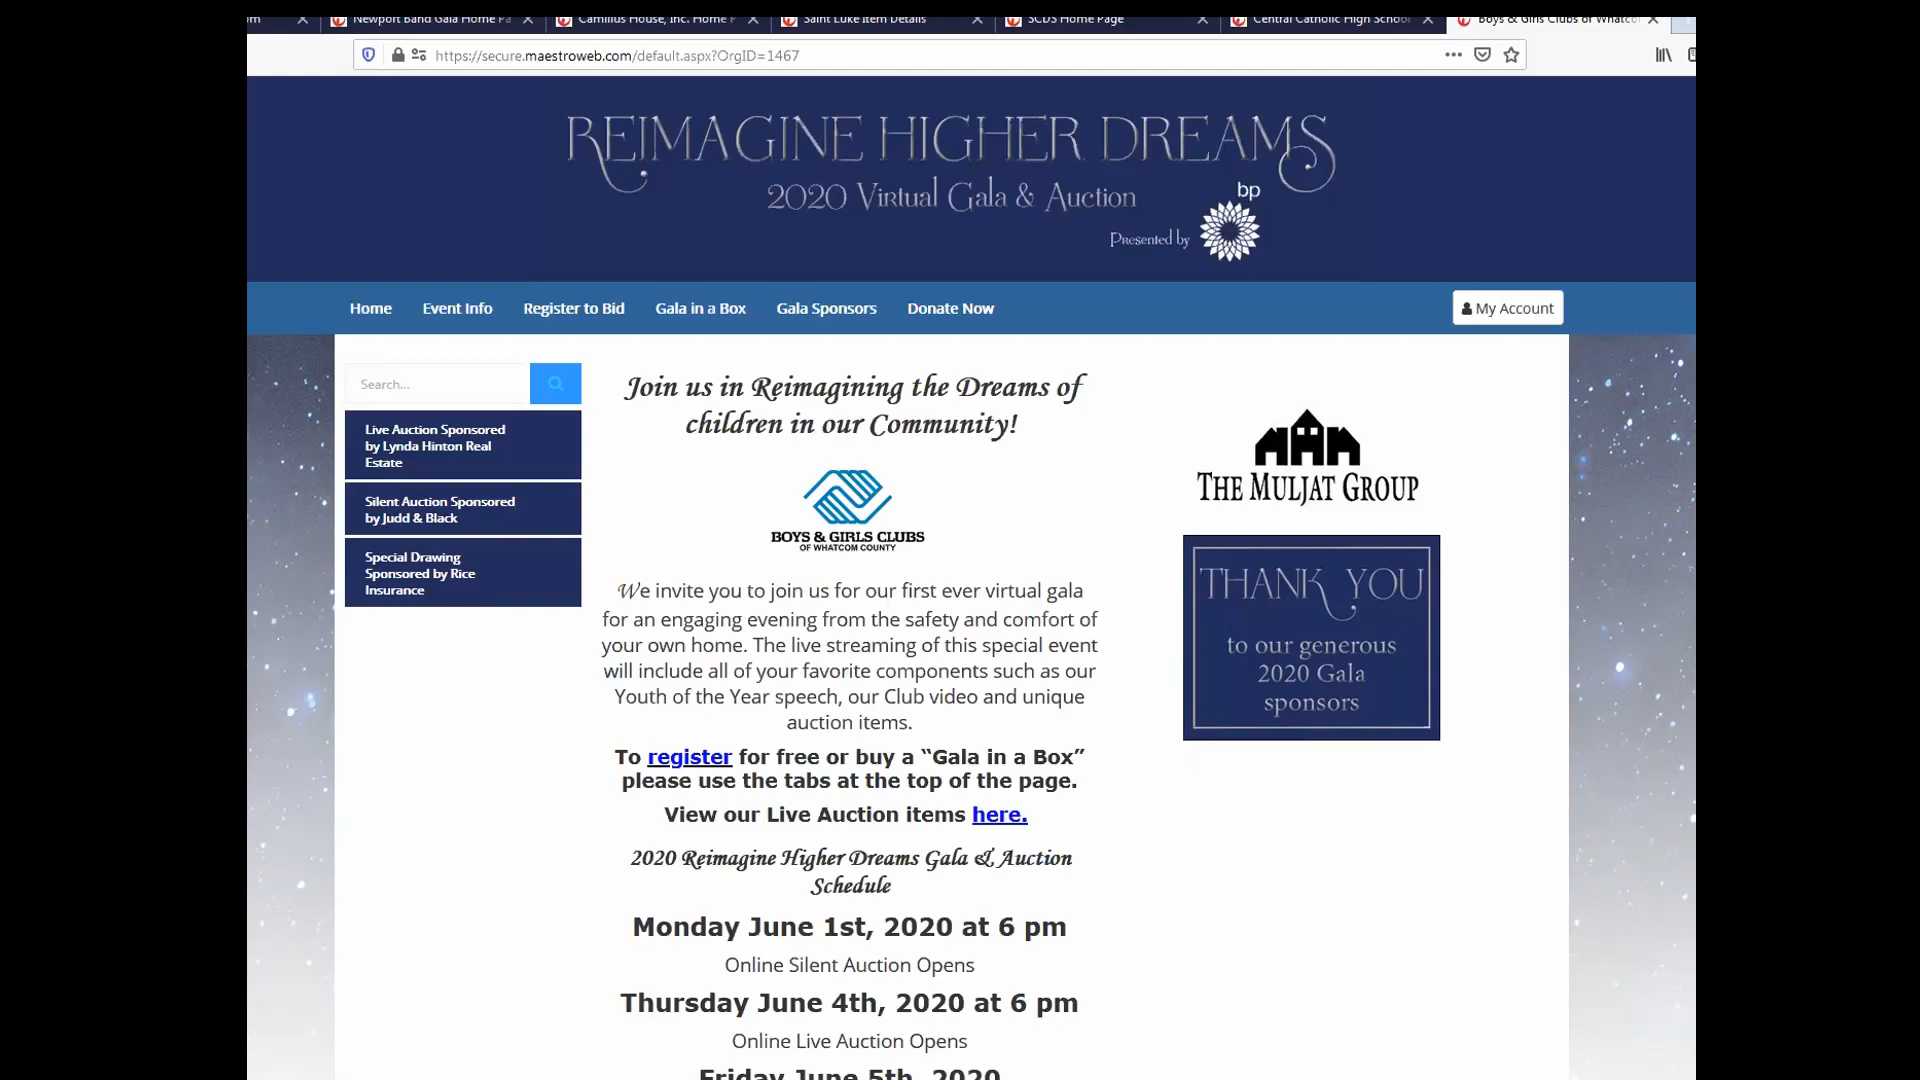 Newport Band Gala Home Pa
Camillus House, Inc. Home P
Saint Luke Item Details
SCDS Home Page
Central Catholic High School
Boys & Girls Clubs of Whatco
https://secure.maestroweb.com/default.aspx?OrgID=1467
REIMAGINE HIGHER DREAMS
2020 Virtual Gala & Auction
bp
Presented by
Home
Event Info
Register to Bid
Gala in a Box
Gala Sponsors
Donate Now
My Account
Search...
Live Auction Sponsored
by Lynda Hinton Real
Estate
Silent Auction Sponsored
by Judd & Black
Special Drawing
Sponsored by Rice
Insurance
Join us in Reimagining the Dreams of
children in our Community!
BOYS & GIRLS CLUBS
OF WHATCOM COUNTY
We invite you to join us for our first ever virtual gala
for an engaging evening from the safety and comfort of
your own home. The live streaming of this special event
will include all of your favorite components such as our
Youth of the Year speech, our Club video and unique
auction items.
To register for free or buy a “Gala in a Box”
please use the tabs at the top of the page.
View our Live Auction items here.
2020 Reimagine Higher Dreams Gala & Auction
Schedule
Monday June 1st, 2020 at 6 pm
Online Silent Auction Opens
Thursday June 4th, 2020 at 6 pm
Online Live Auction Opens
Friday June 5th, 2020
THE MULJAT GROUP
THANK YOU
to our generous
2020 Gala
sponsors